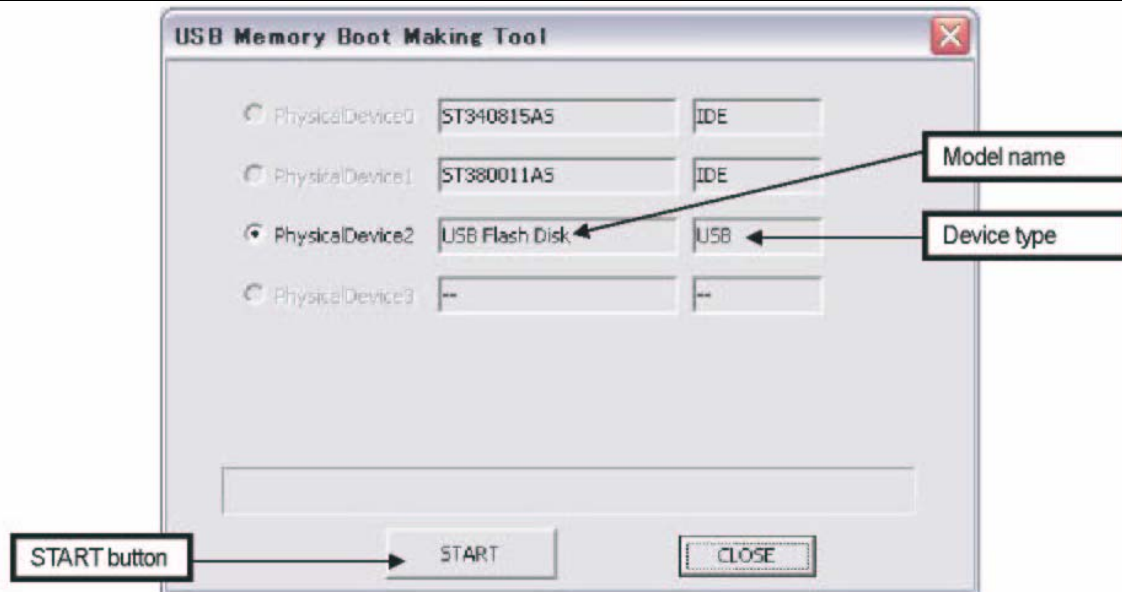 USB Memory Boot Making Tool
PhysicalDevice0 ST340815AS IDE
PhysicalDevice1 ST380011AS IDE
Model name
PhysicalDevice2 USB Flash Disk USB
Device type
PhysicalDevice3 -- --
START button
START CLOSE